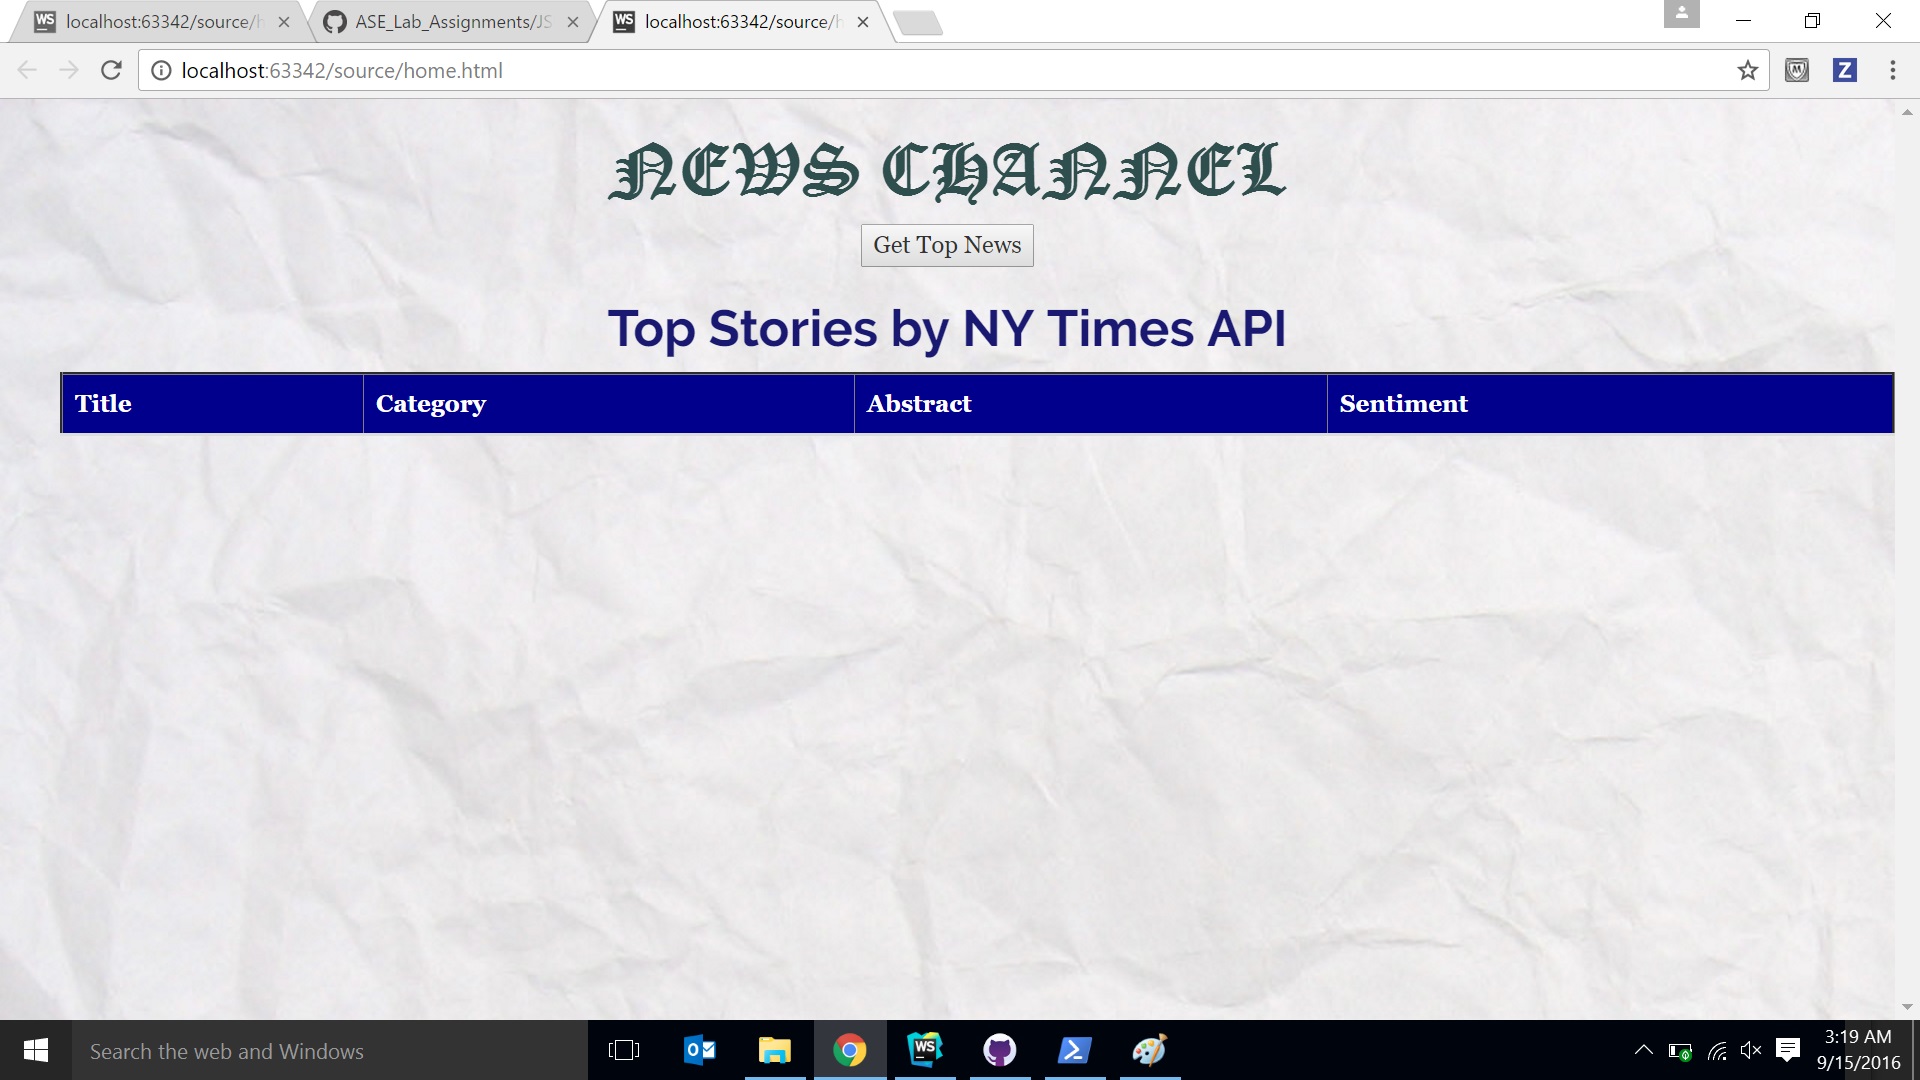 localhost:63342/source/h
ASE_Lab_Assignments/JS
localhost:63342/source/h
localhost:63342/source/home.html
NEWS CHANNEL
Get Top News
Top Stories by NY Times API
Title Category Abstract Sentiment
Search the web and Windows
3:19 AM
9/15/2016